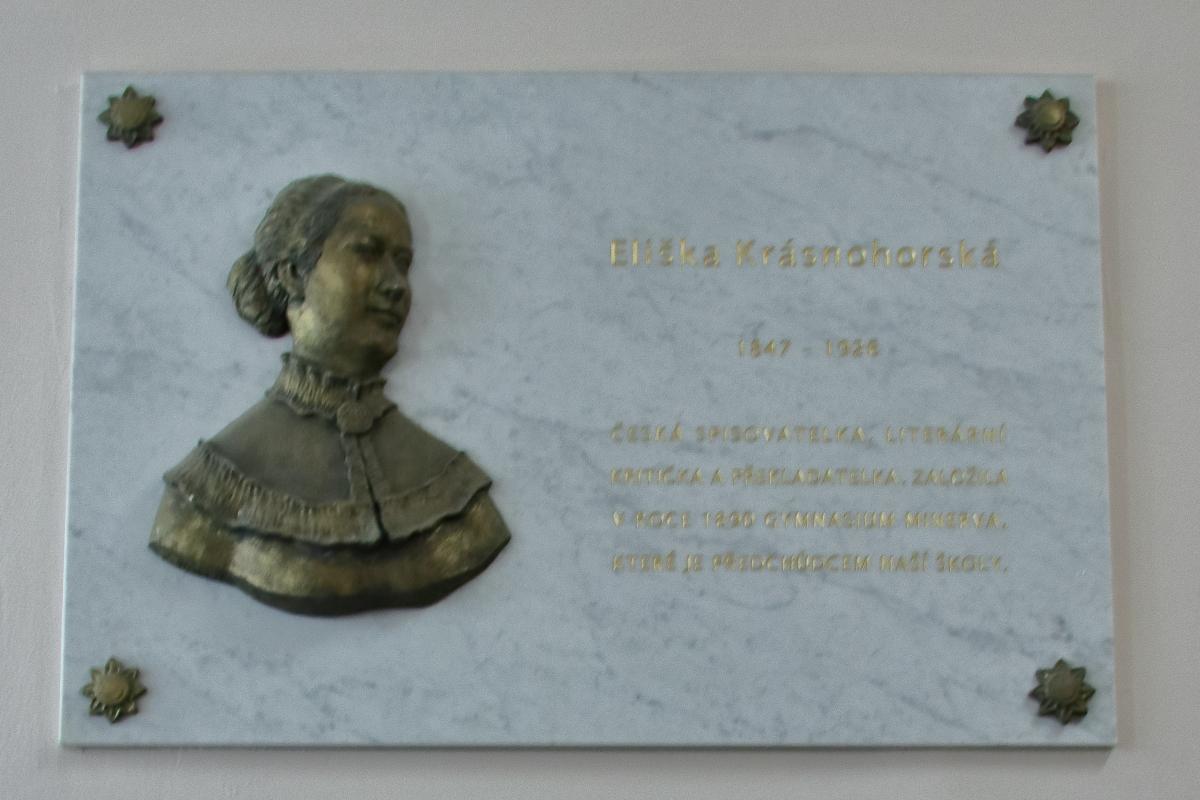 Eliška Krásnohorská
1847 - 1926
ČESKÁ SPISOVATELKA, LITERÁRNÍ
KRITIČKA A PŘEKLADATELKA. ZALOŽILA
V ROCE 1890 GYMNASIUM MINERVA,
KTERÉ JE PŘEDCHŮDCEM NAŠÍ ŠKOLY.